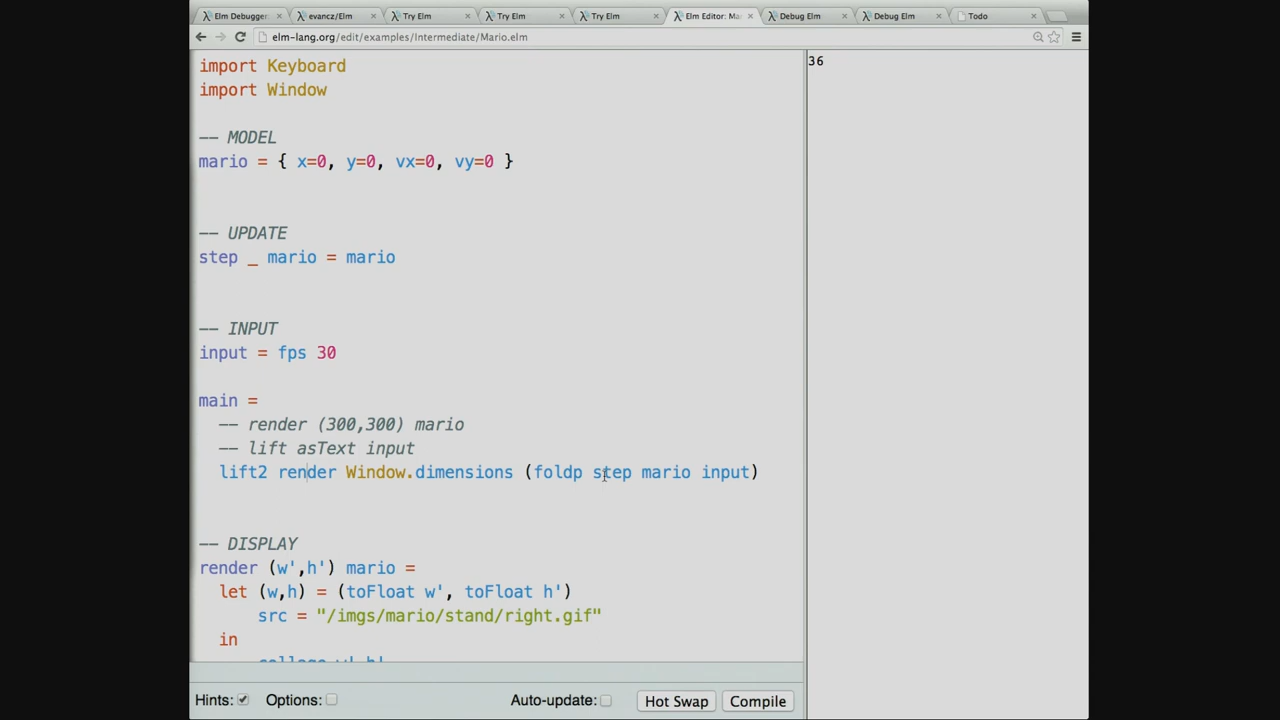 Elm Debugger:
evancz/Elm
Try Elm
Try Elm
Try Elm
Elm Editor: Ma
Debug Elm
Debug Elm
Todo
elm-lang.org/edit/examples/Intermediate/Mario.elm
import Keyboard
import Window
-- MODEL
mario = { x=0, y=0, vx=0, vy=0 }
-- UPDATE
step _ mario = mario
-- INPUT
input = fps 30
main =
-- render (300,300) mario
-- lift asText input
lift2 render Window.dimensions (foldp step mario input)
-- DISPLAY
render (w',h') mario =
let (w,h) = (toFloat w', toFloat h')
src = "/imgs/mario/stand/right.gif"
in
collage w' h'
Hints:
Options:
Auto-update:
Hot Swap
Compile
36